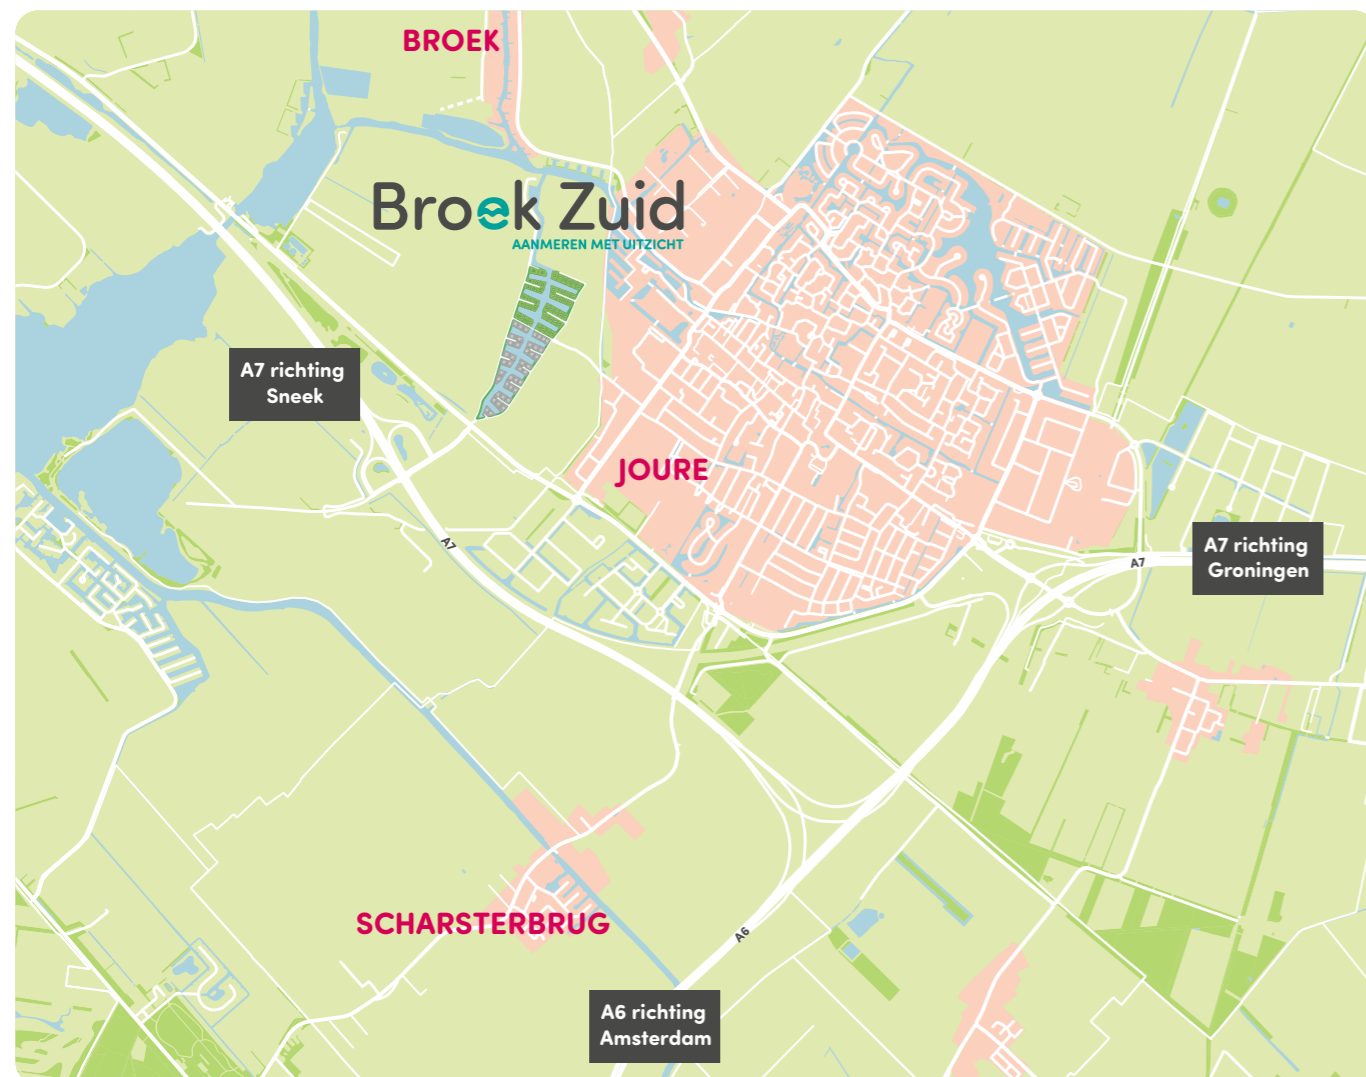 BROEK
Broek Zuid
AANMEREN MET UITZICHT
A7 richting
Sneek
JOURE
A7
A7
A7 richting
Groningen
SCHARSTERBRUG
A6
A6 richting
Amsterdam